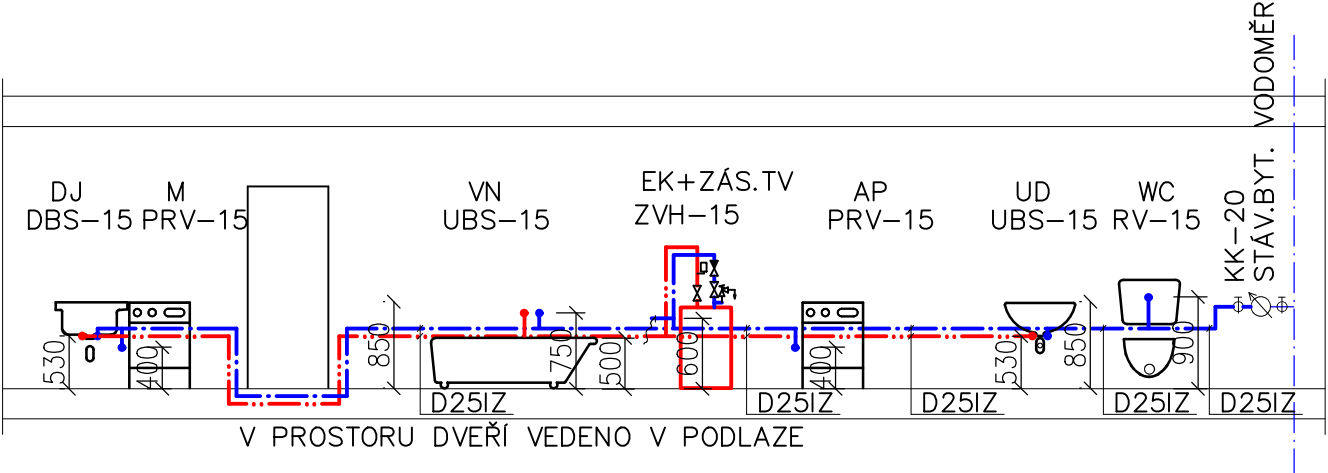 DJ
DBS-15
M
PRV-15
VN
UBS-15
EK+ZÁS.TV
ZVH-15
AP
PRV-15
UD
UBS-15
WC
RV-15
KK-20
STÁV.BYT. VODOMĚR
530
400
850
750
500
600
400
530
850
900
D25IZ
D25IZ
D25IZ
D25IZ
D25IZ
V PROSTORU DVEŘÍ VEDENO V PODLAZE